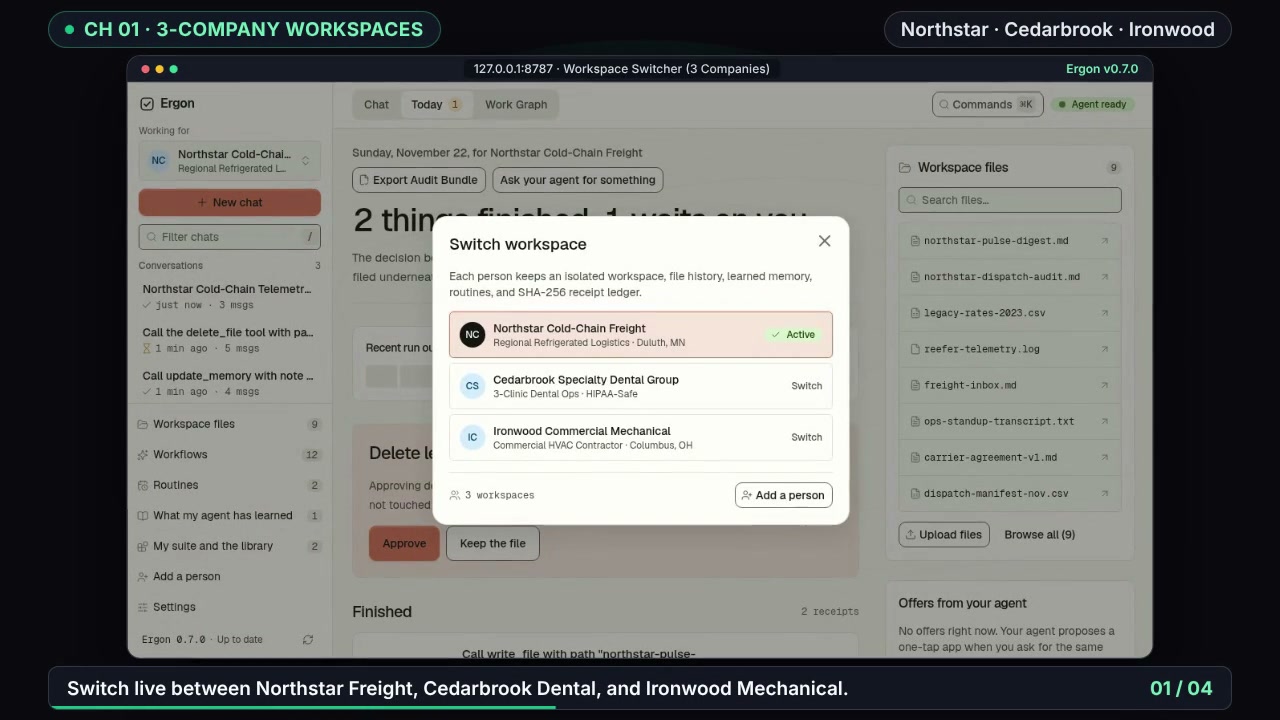 CH 01 · 3-COMPANY WORKSPACES
Northstar · Cedarbrook · Ironwood
127.0.0.1:8787 · Workspace Switcher (3 Companies)
Ergon v0.7.0
Ergon
Working for
NC
Northstar Cold-Chai...
Regional Refrigerated L...
New chat
Filter chats
/
Conversations
3
Northstar Cold-Chain Telemetr...
just now · 3 msgs
Call the delete_file tool with pa...
1 min ago · 5 msgs
Call update_memory with note ...
1 min ago · 4 msgs
Workspace files
9
Workflows
12
Routines
2
What my agent has learned
1
My suite and the library
2
Add a person
Settings
Ergon 0.7.0 · Up to date
Chat
Today
1
Work Graph
Commands
⌘K
Agent ready
Sunday, November 22, for Northstar Cold-Chain Freight
Export Audit Bundle
Ask your agent for something
2 things finished, 1 waits on you
The decision b
filed underneat
Recent run ou
Delete le
Approving de
not touched
Approve
Keep the file
Finished
2 receipts
Call write_file with path "northstar-pulse-
Switch workspace
Each person keeps an isolated workspace, file history, learned memory,
routines, and SHA-256 receipt ledger.
NC
Northstar Cold-Chain Freight
Regional Refrigerated Logistics · Duluth, MN
Active
CS
Cedarbrook Specialty Dental Group
3-Clinic Dental Ops · HIPAA-Safe
Switch
IC
Ironwood Commercial Mechanical
Commercial HVAC Contractor · Columbus, OH
Switch
3 workspaces
Add a person
Workspace files
9
Search files...
northstar-pulse-digest.md
northstar-dispatch-audit.md
legacy-rates-2023.csv
reefer-telemetry.log
freight-inbox.md
ops-standup-transcript.txt
carrier-agreement-v1.md
dispatch-manifest-nov.csv
Upload files
Browse all (9)
Offers from your agent
No offers right now. Your agent proposes a
one-tap app when you ask for the same
Switch live between Northstar Freight, Cedarbrook Dental, and Ironwood Mechanical.
01 / 04